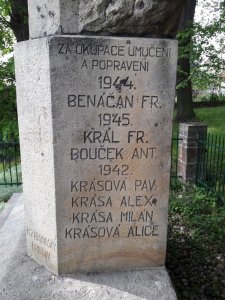 ZA OKUPACE UMUČENI
A POPRAVENI
1944.
BENÁČAN FR.
1945.
KRÁL FR.
BOUČEK ANT.
1942.
KRÁSOVÁ PAV.
KRÁSA ALEX.
KRÁSA MILAN
KRÁSOVÁ ALICE